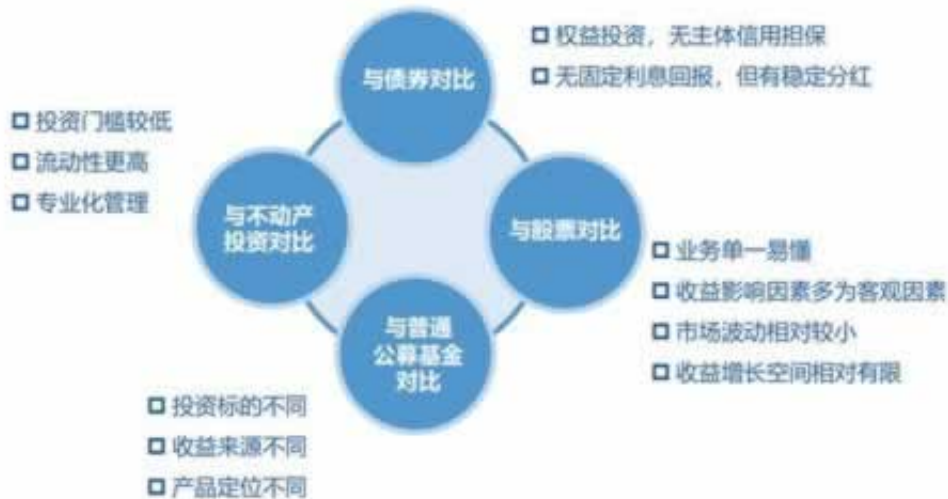 与债券对比
权益投资，无主体信用担保
无固定利息回报，但有稳定分红
投资门槛较低
流动性更高
专业化管理
与不动产
投资对比
与股票对比
业务单一易懂
收益影响因素多为客观因素
市场波动相对较小
收益增长空间相对有限
与普通
公募基金
对比
投资标的不同
收益来源不同
产品定位不同